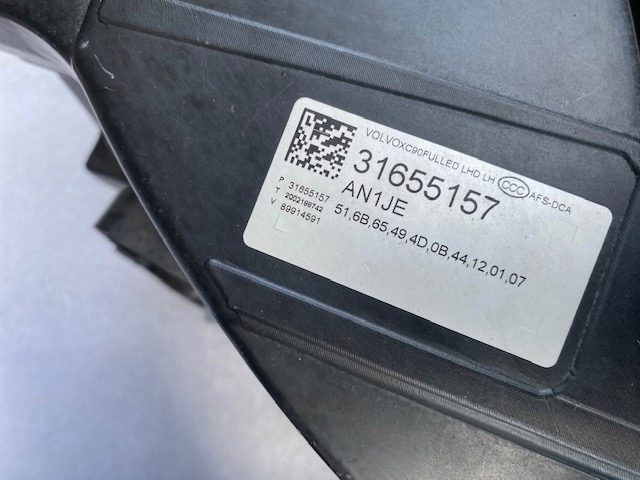 VOLVOXC90FULLED LHD LH CCC AFS-DCA
31655157
AN1JE
P 31655157
T 2002186742
V 89914591
51,6B,65,49,4D,0B,44,12,01,07